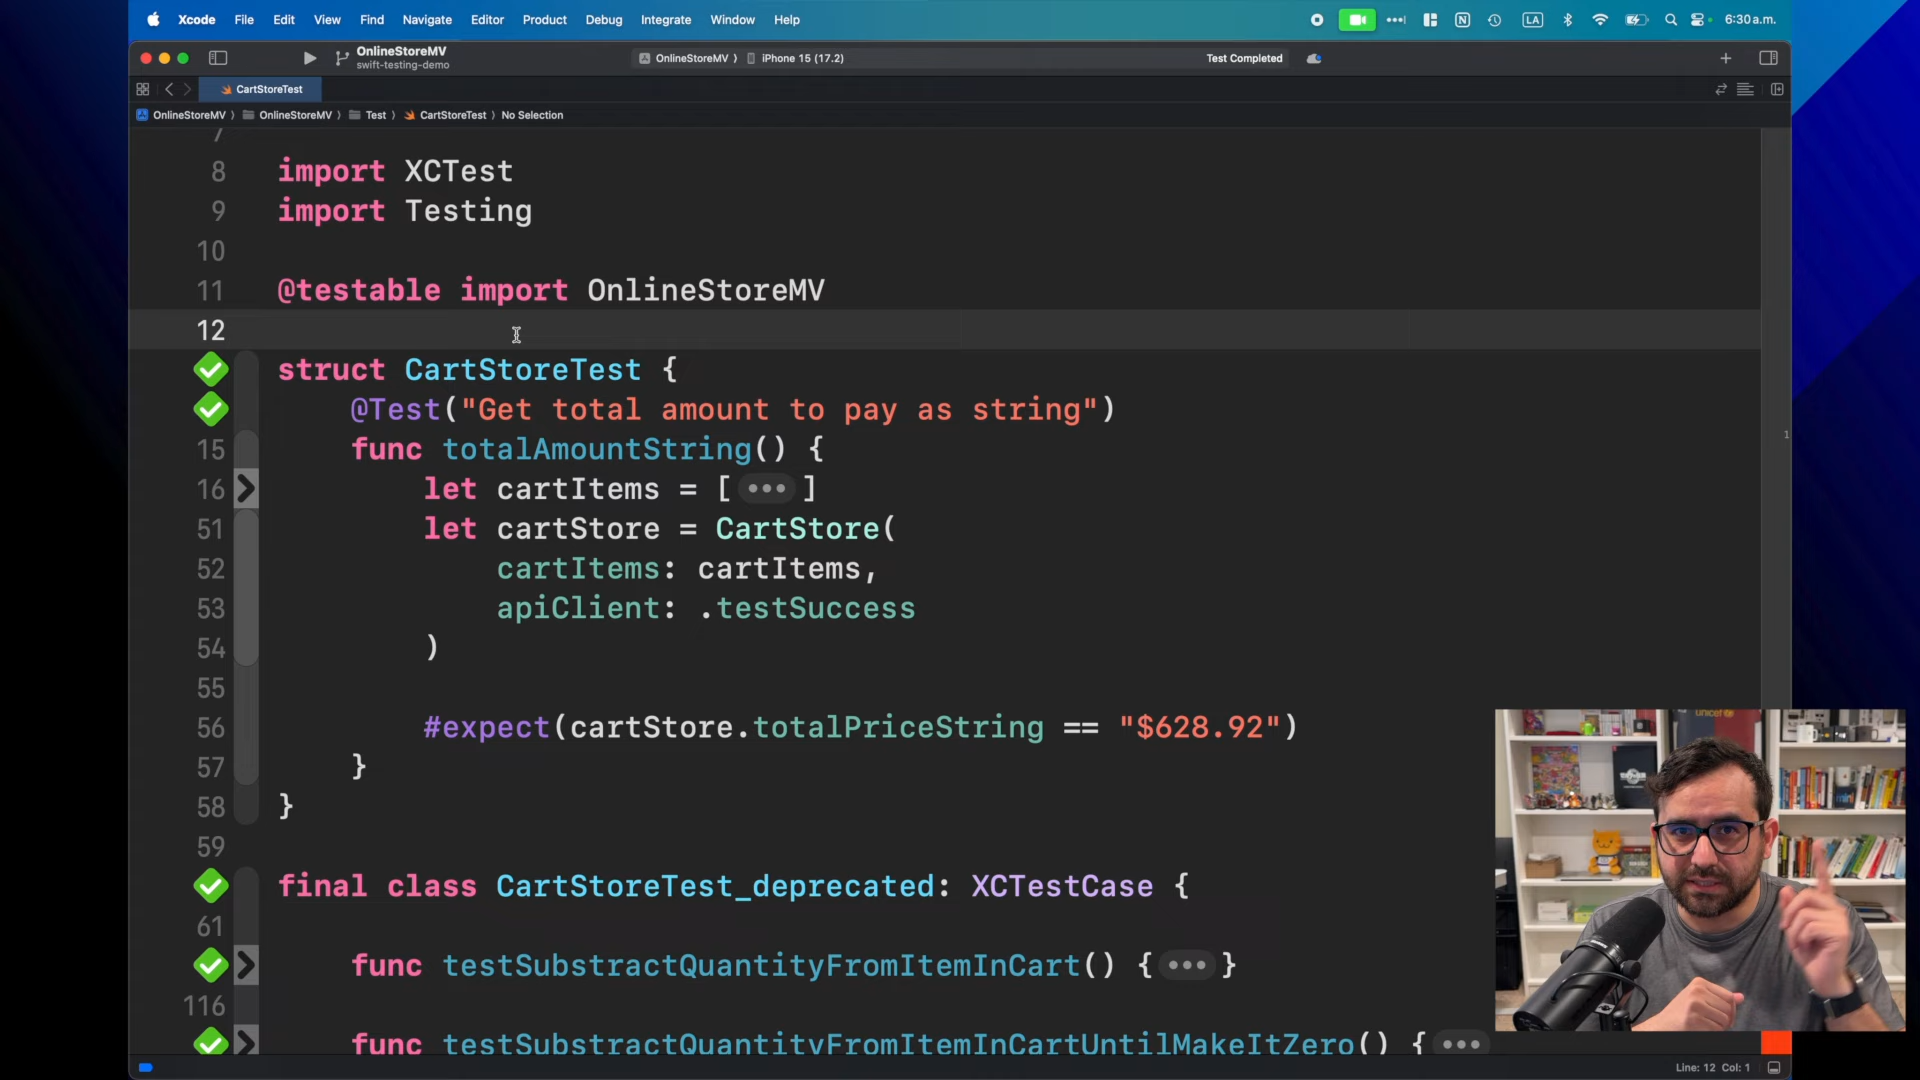 Xcode File Edit View Find Navigate Editor Product Debug Integrate Window Help
N
LA
6:30 a.m.
OnlineStoreMV
swift-testing-demo
OnlineStoreMV ⟩ iPhone 15 (17.2)
Test Completed
CartStoreTest
OnlineStoreMV ⟩ OnlineStoreMV ⟩ Test ⟩ CartStoreTest ⟩ No Selection
7
8 import XCTest
9 import Testing
10
11 @testable import OnlineStoreMV
12
struct CartStoreTest {
@Test("Get total amount to pay as string")
15 func totalAmountString() {
16 let cartItems = [ ••• ]
51 let cartStore = CartStore(
52 cartItems: cartItems,
53 apiClient: .testSuccess
54 )
55
56 #expect(cartStore.totalPriceString == "$628.92")
57 }
58 }
59
final class CartStoreTest_deprecated: XCTestCase {
61
func testSubstractQuantityFromItemInCart() { ••• }
116
func testSubstractQuantityFromItemInCartUntilMakeItZero() { •••
1
unicef
Line: 12 Col: 1